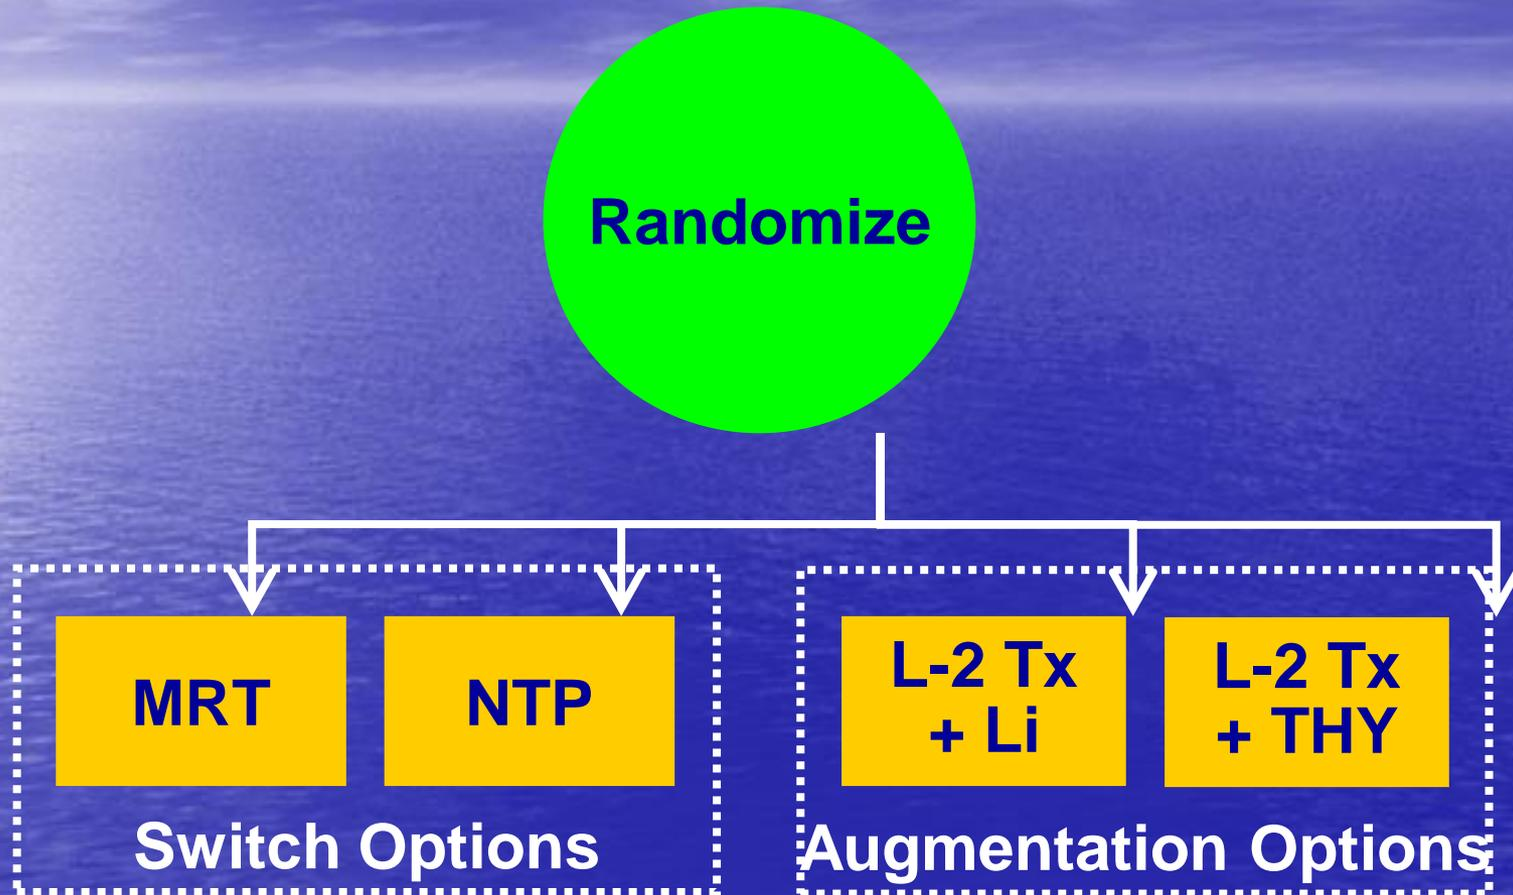 Randomize
MRT
NTP
L-2 Tx
+ Li
L-2 Tx
+ THY
Switch Options
Augmentation Options